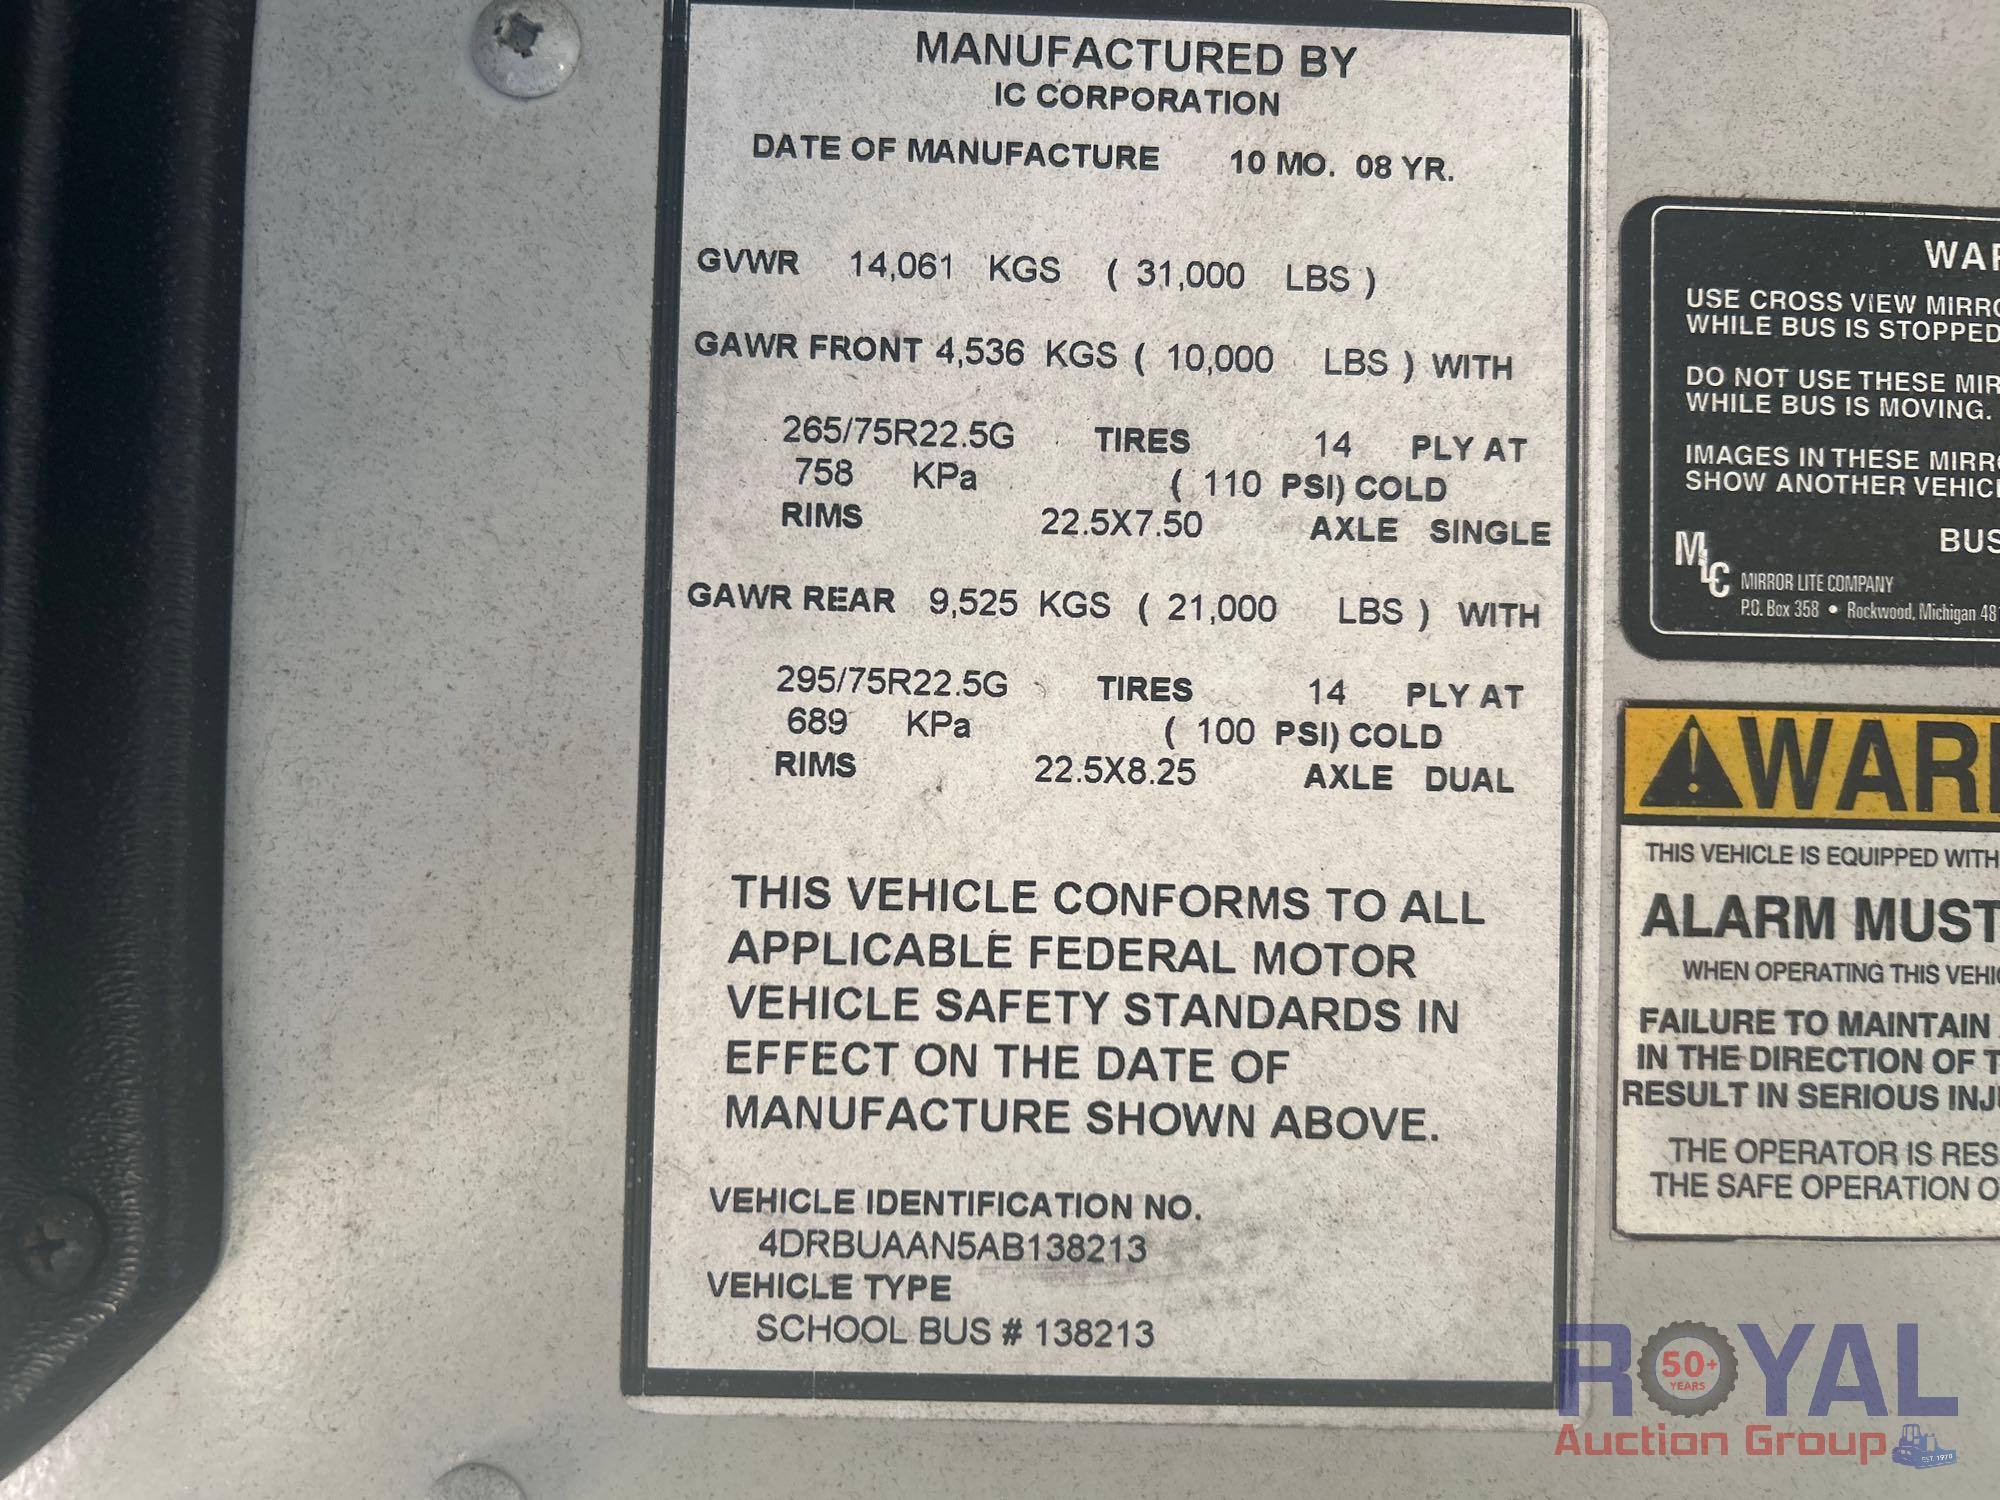 MANUFACTURED BY
IC CORPORATION
DATE OF MANUFACTURE 10 MO. 08 YR.
GVWR 14,061 KGS ( 31,000 LBS )
GAWR FRONT 4,536 KGS ( 10,000 LBS ) WITH
265/75R22.5G TIRES 14 PLY AT
758 KPa ( 110 PSI) COLD
RIMS 22.5X7.50 AXLE SINGLE
GAWR REAR 9,525 KGS ( 21,000 LBS ) WITH
295/75R22.5G TIRES 14 PLY AT
689 KPa ( 100 PSI) COLD
RIMS 22.5X8.25 AXLE DUAL
THIS VEHICLE CONFORMS TO ALL
APPLICABLE FEDERAL MOTOR
VEHICLE SAFETY STANDARDS IN
EFFECT ON THE DATE OF
MANUFACTURE SHOWN ABOVE.
VEHICLE IDENTIFICATION NO.
4DRBUAAN5AB138213
VEHICLE TYPE
SCHOOL BUS # 138213
USE CROSS VIEW
WHILE BUS IS STOPPED
DO NOT USE THESE
WHILE BUS IS MOVING.
IMAGES IN THESE
SHOW ANOTHER
BUS
MLC
MIRROR LITE COMPANY
P.O. Box 358 • Rockwood, Michigan
THIS VEHICLE IS EQUIPPED WITH
ALARM MUST
WHEN OPERATING THIS
FAILURE TO MAINTAIN
IN THE DIRECTION OF
RESULT IN SERIOUS
THE OPERATOR IS
THE SAFE OPERATION
ROYAL
50+
YEARS
Auction Group
EST. 1970